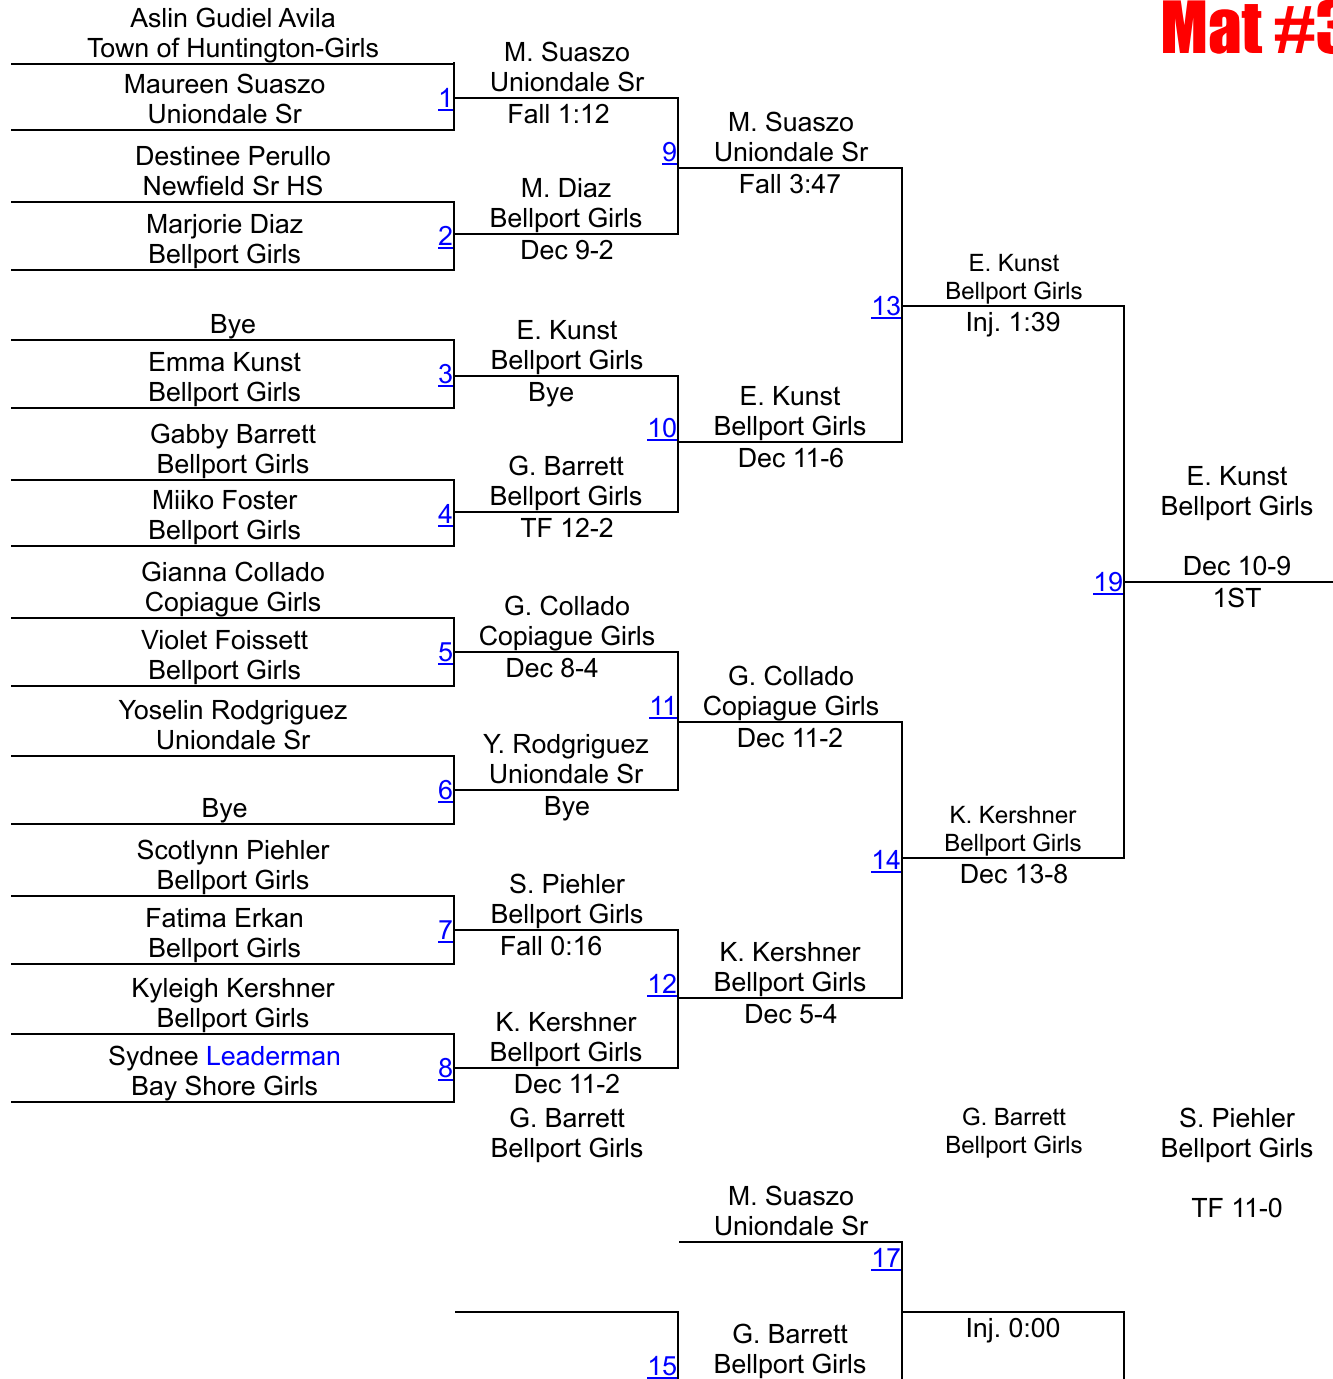 Mat #3
Aslin Gudiel Avila
Town of Huntington-Girls
Maureen Suaszo
Uniondale Sr
1
Destinee Perullo
Newfield Sr HS
Marjorie Diaz
Bellport Girls
2
Bye
Emma Kunst
Bellport Girls
3
Gabby Barrett
Bellport Girls
Miiko Foster
Bellport Girls
4
Gianna Collado
Copiague Girls
Violet Foissett
Bellport Girls
5
Yoselin Rodgriguez
Uniondale Sr
Bye
6
Scotlynn Piehler
Bellport Girls
Fatima Erkan
Bellport Girls
7
Kyleigh Kershner
Bellport Girls
Sydnee Leaderman
Bay Shore Girls
8
M. Suaszo
Uniondale Sr
Fall 1:12
9
M. Diaz
Bellport Girls
Dec 9-2
E. Kunst
Bellport Girls
Bye
10
G. Barrett
Bellport Girls
TF 12-2
G. Collado
Copiague Girls
Dec 8-4
11
Y. Rodgriguez
Uniondale Sr
Bye
S. Piehler
Bellport Girls
Fall 0:16
12
K. Kershner
Bellport Girls
Dec 11-2
G. Barrett
Bellport Girls
15
M. Suaszo
Uniondale Sr
Fall 3:47
13
E. Kunst
Bellport Girls
Dec 11-6
G. Collado
Copiague Girls
Dec 11-2
14
K. Kershner
Bellport Girls
Dec 5-4
M. Suaszo
Uniondale Sr
17
G. Barrett
Bellport Girls
E. Kunst
Bellport Girls
Inj. 1:39
19
K. Kershner
Bellport Girls
Dec 13-8
G. Barrett
Bellport Girls
Inj. 0:00
E. Kunst
Bellport Girls
Dec 10-9
1ST
S. Piehler
Bellport Girls
TF 11-0